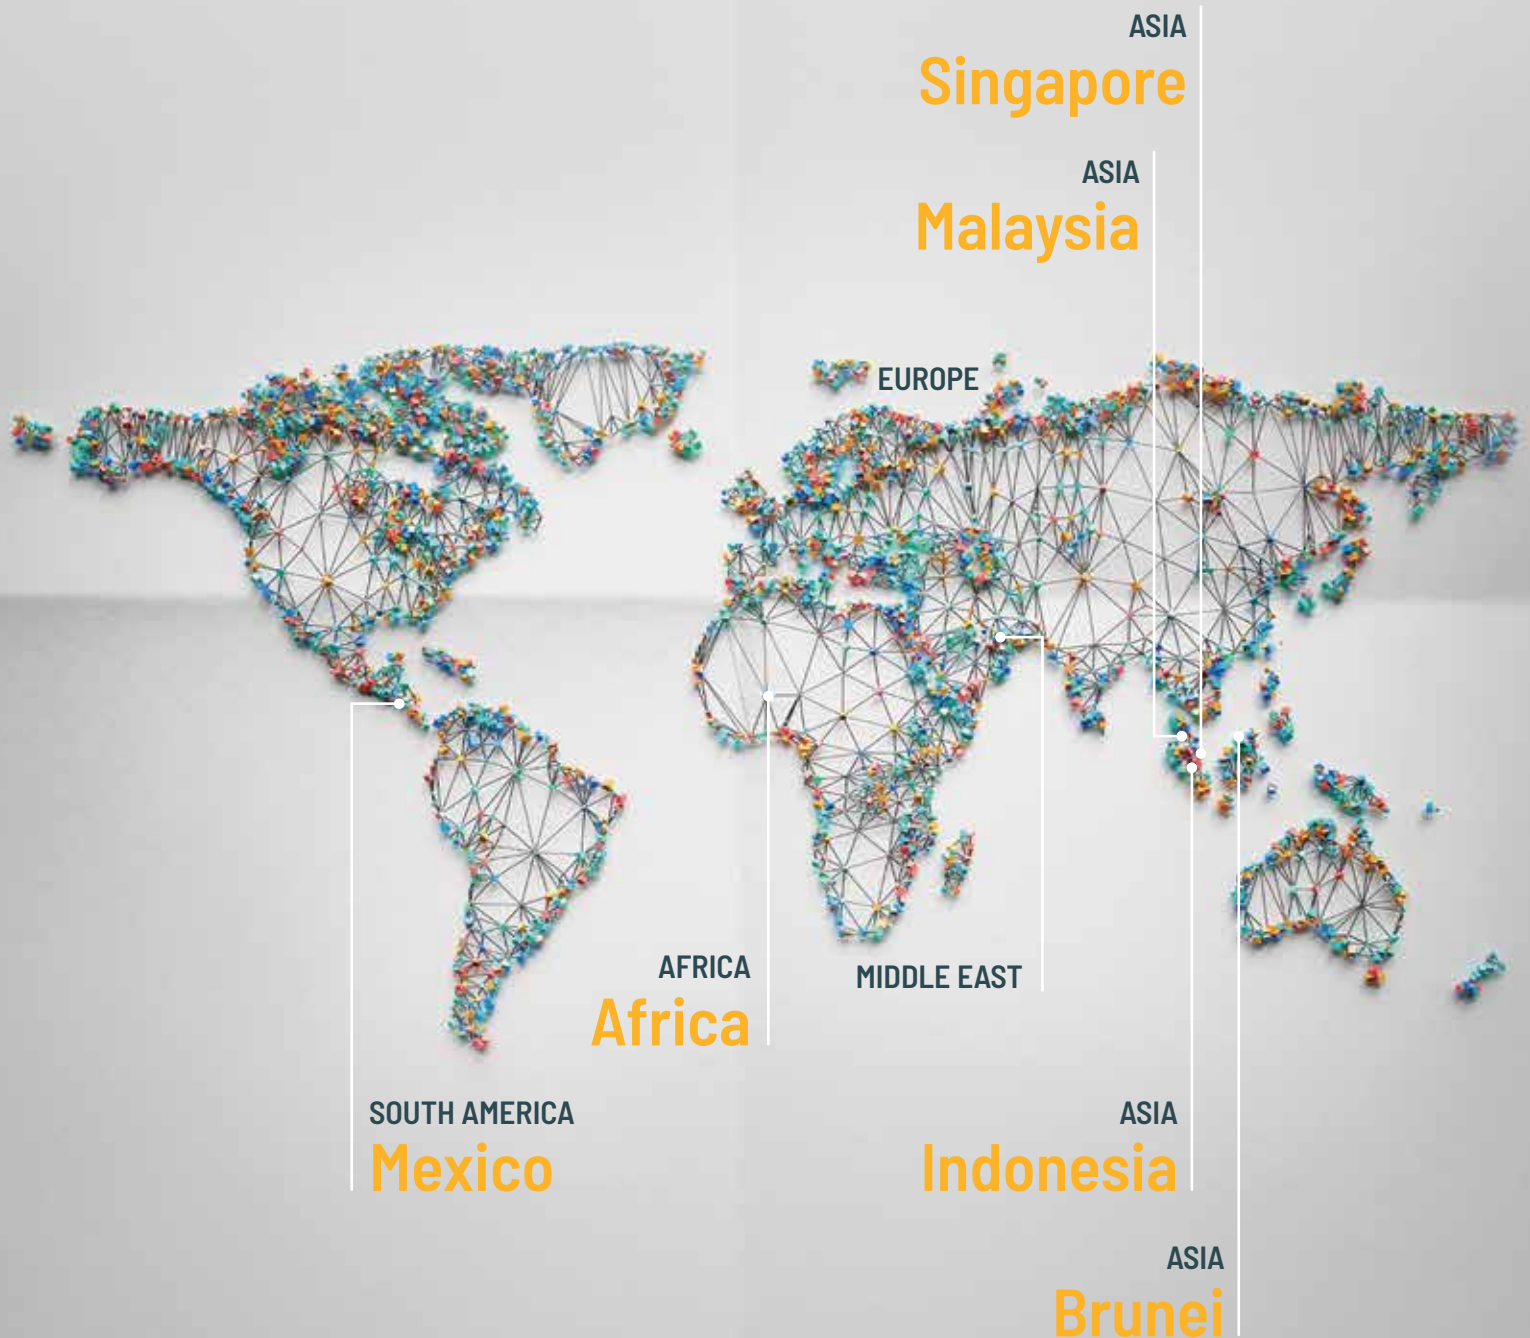 ASIA
Singapore
ASIA
Malaysia
EUROPE
AFRICA
Africa
MIDDLE EAST
SOUTH AMERICA
Mexico
ASIA
Indonesia
ASIA
Brunei